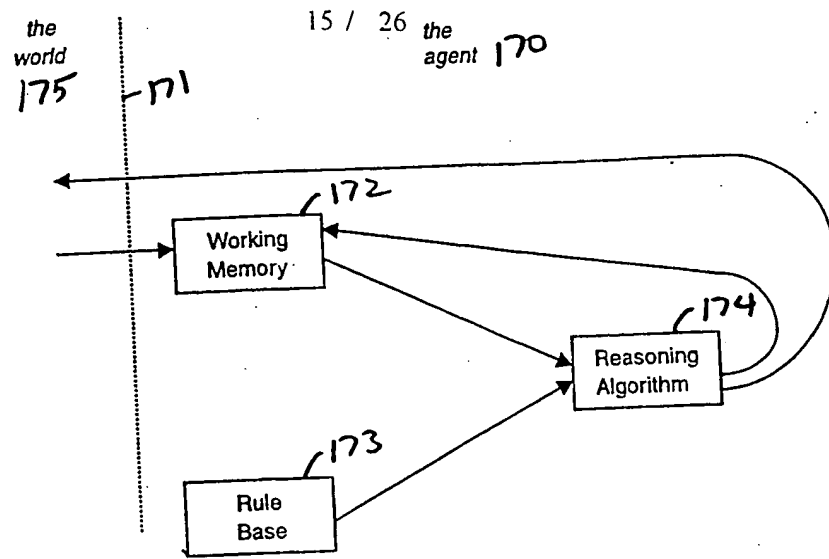 15 / 26
the
world
175
171
the
agent 170
172
Working
Memory
174
Reasoning
Algorithm
173
Rule
Base